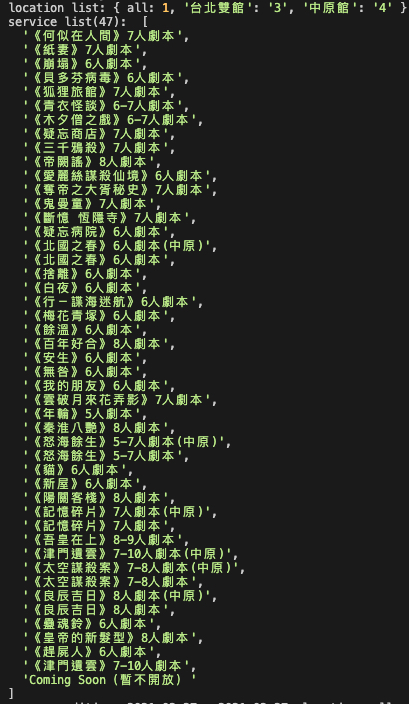 location list: { all: 1, '台北雙館': '3', '中原館': '4' }
service list(47):  [
  '《何似在人間》7人劇本',
  '《紙妻》7人劇本',
  '《崩塌》6人劇本',
  '《貝多芬病毒》6人劇本',
  '《狐狸旅館》7人劇本',
  '《青衣怪談》6-7人劇本',
  '《木夕僧之戲》6-7人劇本',
  '《疑忘商店》7人劇本',
  '《三千鴉殺》7人劇本',
  '《帝闕謠》8人劇本',
  '《愛麗絲謀殺仙境》6人劇本',
  '《奪帝之大胥秘史》7人劇本',
  '《鬼曼童》7人劇本',
  '《斷憶 恆隱寺》7人劇本',
  '《疑忘病院》6人劇本',
  '《北國之春》6人劇本(中原)',
  '《北國之春》6人劇本',
  '《捨離》6人劇本',
  '《白夜》6人劇本',
  '《行－諜海迷航》6人劇本',
  '《梅花青塚》6人劇本',
  '《餘溫》6人劇本',
  '《百年好合》8人劇本',
  '《安生》6人劇本',
  '《無咎》6人劇本',
  '《我的朋友》6人劇本',
  '《雲破月來花弄影》7人劇本',
  '《年輪》5人劇本',
  '《秦淮八艷》8人劇本',
  '《怒海餘生》5-7人劇本(中原)',
  '《怒海餘生》5-7人劇本',
  '《貓》6人劇本',
  '《新屋》6人劇本',
  '《陽關客棧》8人劇本',
  '《記憶碎片》7人劇本(中原)',
  '《記憶碎片》7人劇本',
  '《吾皇在上》8-9人劇本',
  '《津門遺雲》7-10人劇本(中原)',
  '《太空謀殺案》7-8人劇本(中原)',
  '《太空謀殺案》7-8人劇本',
  '《良辰吉日》8人劇本(中原)',
  '《良辰吉日》8人劇本',
  '《蠱魂鈴》6人劇本',
  '《皇帝的新髮型》8人劇本',
  '《趕屍人》6人劇本',
  '《津門遺雲》7-10人劇本',
  'Coming Soon (暫不開放) '
]